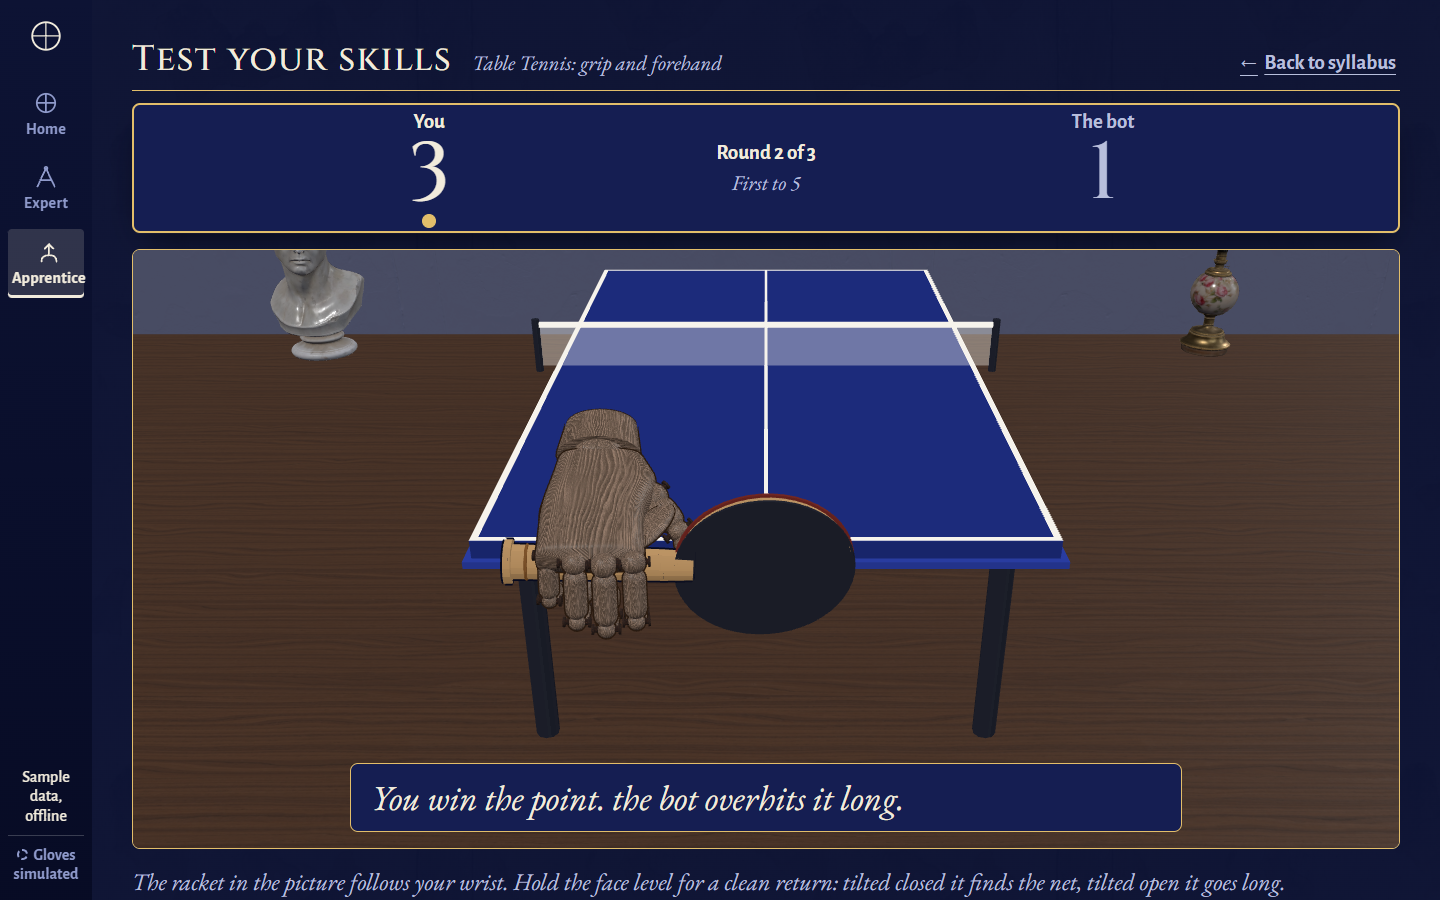 Test your skills
Table Tennis: grip and forehand
← Back to syllabus
Home
Expert
Apprentice
You
3
Round 2 of 3
First to 5
The bot
1
You win the point. the bot overhits it long.
Sample
data,
offline
Gloves
simulated
The racket in the picture follows your wrist. Hold the face level for a clean return: tilted closed it finds the net, tilted open it goes long.